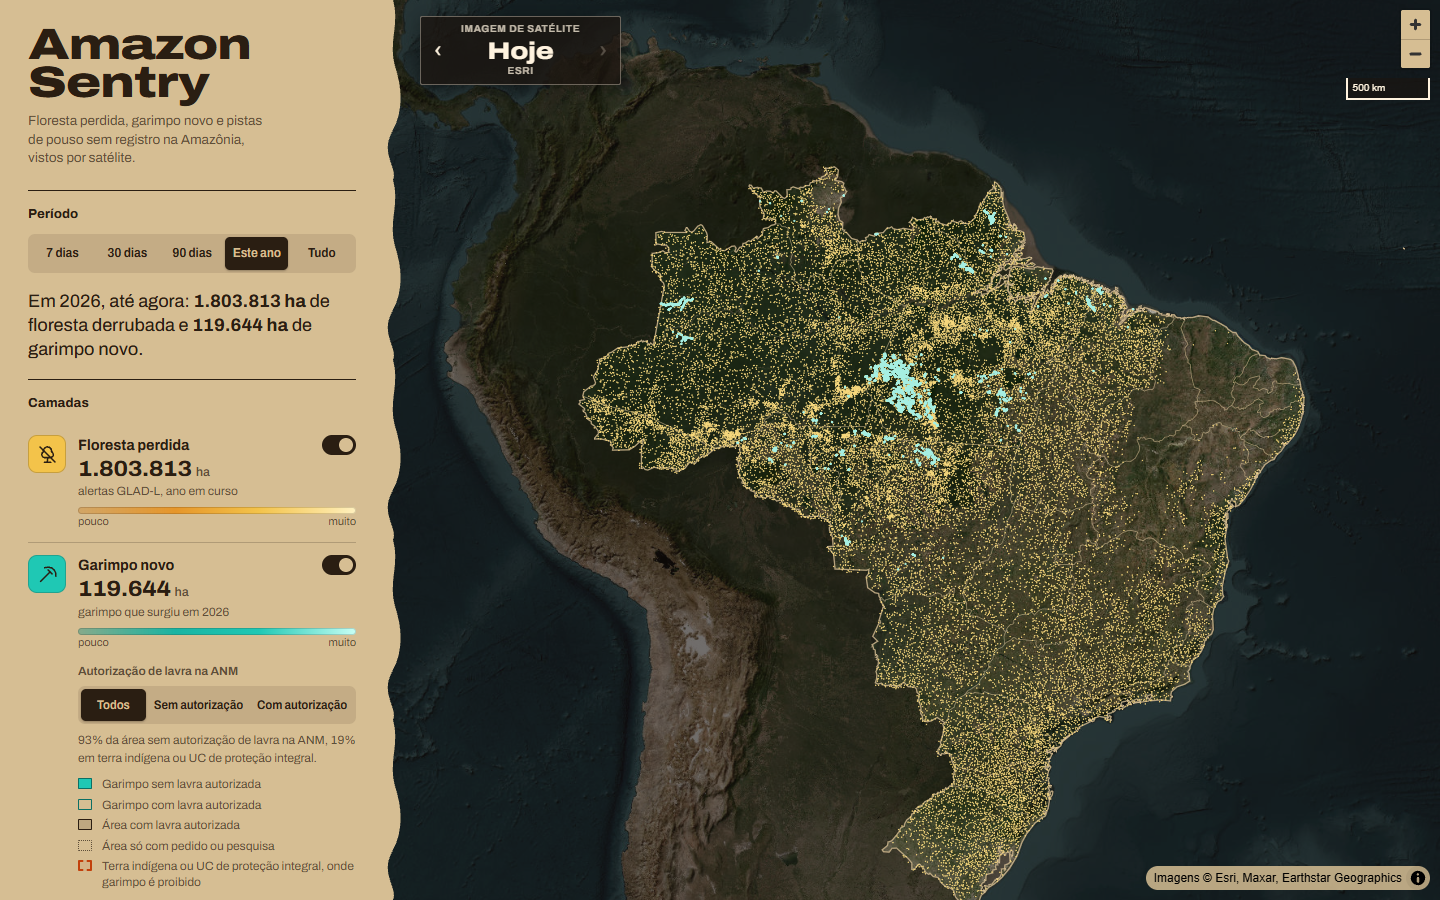 Amazon
Sentry
Floresta perdida, garimpo novo e pistas
de pouso sem registro na Amazônia,
vistos por satélite.
Período
7 dias
30 dias
90 dias
Este ano
Tudo
Em 2026, até agora: 1.803.813 ha de
floresta derrubada e 119.644 ha de
garimpo novo.
Camadas
Floresta perdida
1.803.813 ha
alertas GLAD-L, ano em curso
pouco muito
Garimpo novo
119.644 ha
garimpo que surgiu em 2026
pouco muito
Autorização de lavra na ANM
Todos
Sem autorização
Com autorização
93% da área sem autorização de lavra na ANM, 19%
em terra indígena ou UC de proteção integral.
Garimpo sem lavra autorizada
Garimpo com lavra autorizada
Área com lavra autorizada
Área só com pedido ou pesquisa
Terra indígena ou UC de proteção integral, onde
garimpo é proibido
IMAGEM DE SATÉLITE
‹ Hoje ›
ESRI
+
−
500 km
Imagens © Esri, Maxar, Earthstar Geographics